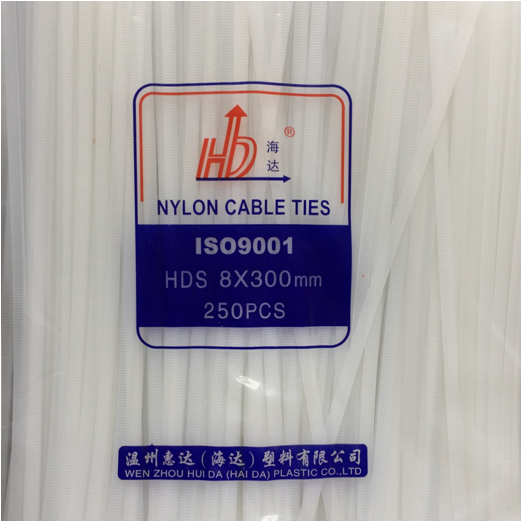 HD 海达 ®
NYLON CABLE TIES
ISO9001
HDS 8X300mm
250PCS
温州惠达（海达）塑料有限公司
WEN ZHOU HUI DA (HAI DA) PLASTIC CO.,LTD